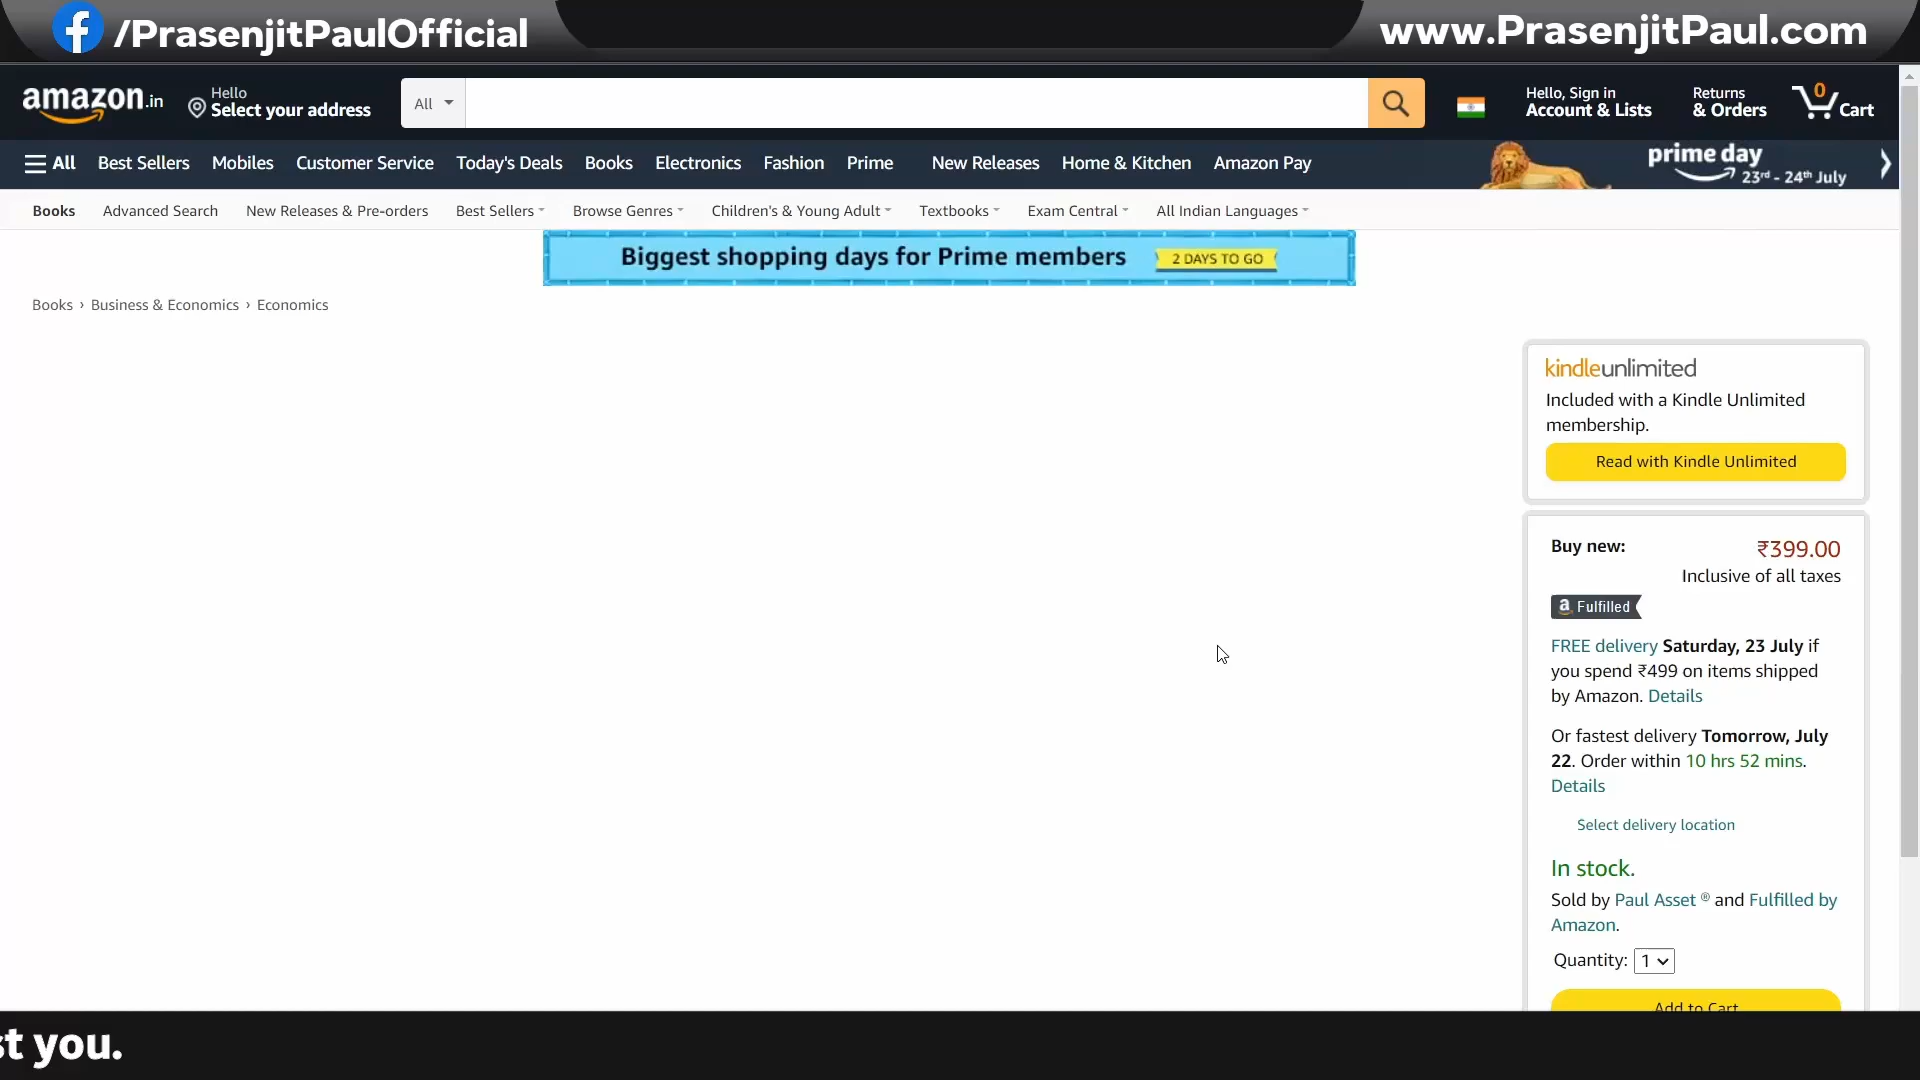 /PrasenjitPaulOfficial
www.PrasenjitPaul.com
amazon.in
Hello
Select your address
All
Hello, Sign in
Account & Lists
Returns
& Orders
0
Cart
All Best Sellers Mobiles Customer Service Today's Deals Books Electronics Fashion Prime New Releases Home & Kitchen Amazon Pay
prime day
23rd - 24th July
Books Advanced Search New Releases & Pre-orders Best Sellers Browse Genres Children's & Young Adult Textbooks Exam Central All Indian Languages
Biggest shopping days for Prime members 2 DAYS TO GO
Books › Business & Economics › Economics
kindleunlimited
Included with a Kindle Unlimited
membership.
Read with Kindle Unlimited
Buy new: ₹399.00
Inclusive of all taxes
a Fulfilled
FREE delivery Saturday, 23 July if
you spend ₹499 on items shipped
by Amazon. Details
Or fastest delivery Tomorrow, July
22. Order within 10 hrs 52 mins.
Details
Select delivery location
In stock.
Sold by Paul Asset ® and Fulfilled by
Amazon.
Quantity: 1
Add to Cart
st you.